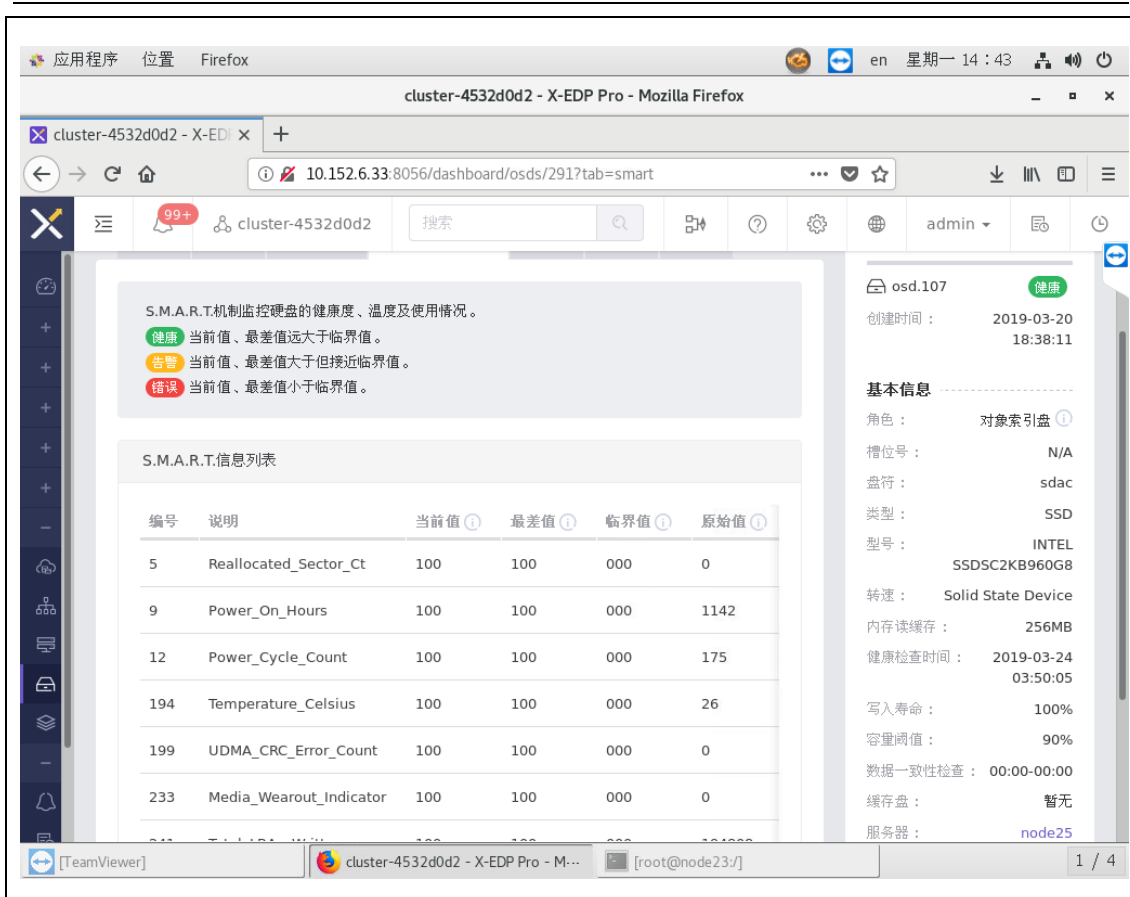 应用程序 位置 Firefox en 星期一 14：43
cluster-4532d0d2 - X-EDP Pro - Mozilla Firefox
cluster-4532d0d2 - X-ED
10.152.6.33:8056/dashboard/osds/291?tab=smart
99+ cluster-4532d0d2 搜索 admin
S.M.A.R.T.机制监控硬盘的健康度、温度及使用情况。
健康 当前值、最差值远大于临界值。
告警 当前值、最差值大于但接近临界值。
错误 当前值、最差值小于临界值。
S.M.A.R.T.信息列表
编号 说明 当前值 最差值 临界值 原始值
5 Reallocated_Sector_Ct 100 100 000 0
9 Power_On_Hours 100 100 000 1142
12 Power_Cycle_Count 100 100 000 175
194 Temperature_Celsius 100 100 000 26
199 UDMA_CRC_Error_Count 100 100 000 0
233 Media_Wearout_Indicator 100 100 000 0
osd.107 健康
创建时间： 2019-03-20
18:38:11
基本信息
角色： 对象索引盘
槽位号： N/A
盘符： sdac
类型： SSD
型号： INTEL
SSDSC2KB960G8
转速： Solid State Device
内存读缓存： 256MB
健康检查时间： 2019-03-24
03:50:05
写入寿命： 100%
容量阈值： 90%
数据一致性检查： 00:00-00:00
缓存盘： 暂无
服务器： node25
[TeamViewer] cluster-4532d0d2 - X-EDP Pro - M··· [root@node23:/] 1 / 4